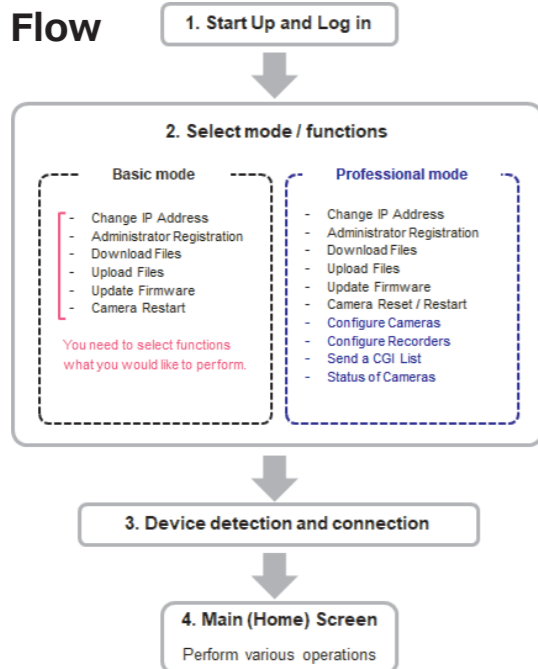 Flow
1. Start Up and Log in
2. Select mode / functions
Basic mode
- Change IP Address
- Administrator Registration
- Download Files
- Upload Files
- Update Firmware
- Camera Restart
You need to select functions
what you would like to perform.
Professional mode
- Change IP Address
- Administrator Registration
- Download Files
- Upload Files
- Update Firmware
- Camera Reset / Restart
- Configure Cameras
- Configure Recorders
- Send a CGI List
- Status of Cameras
3. Device detection and connection
4. Main (Home) Screen
Perform various operations